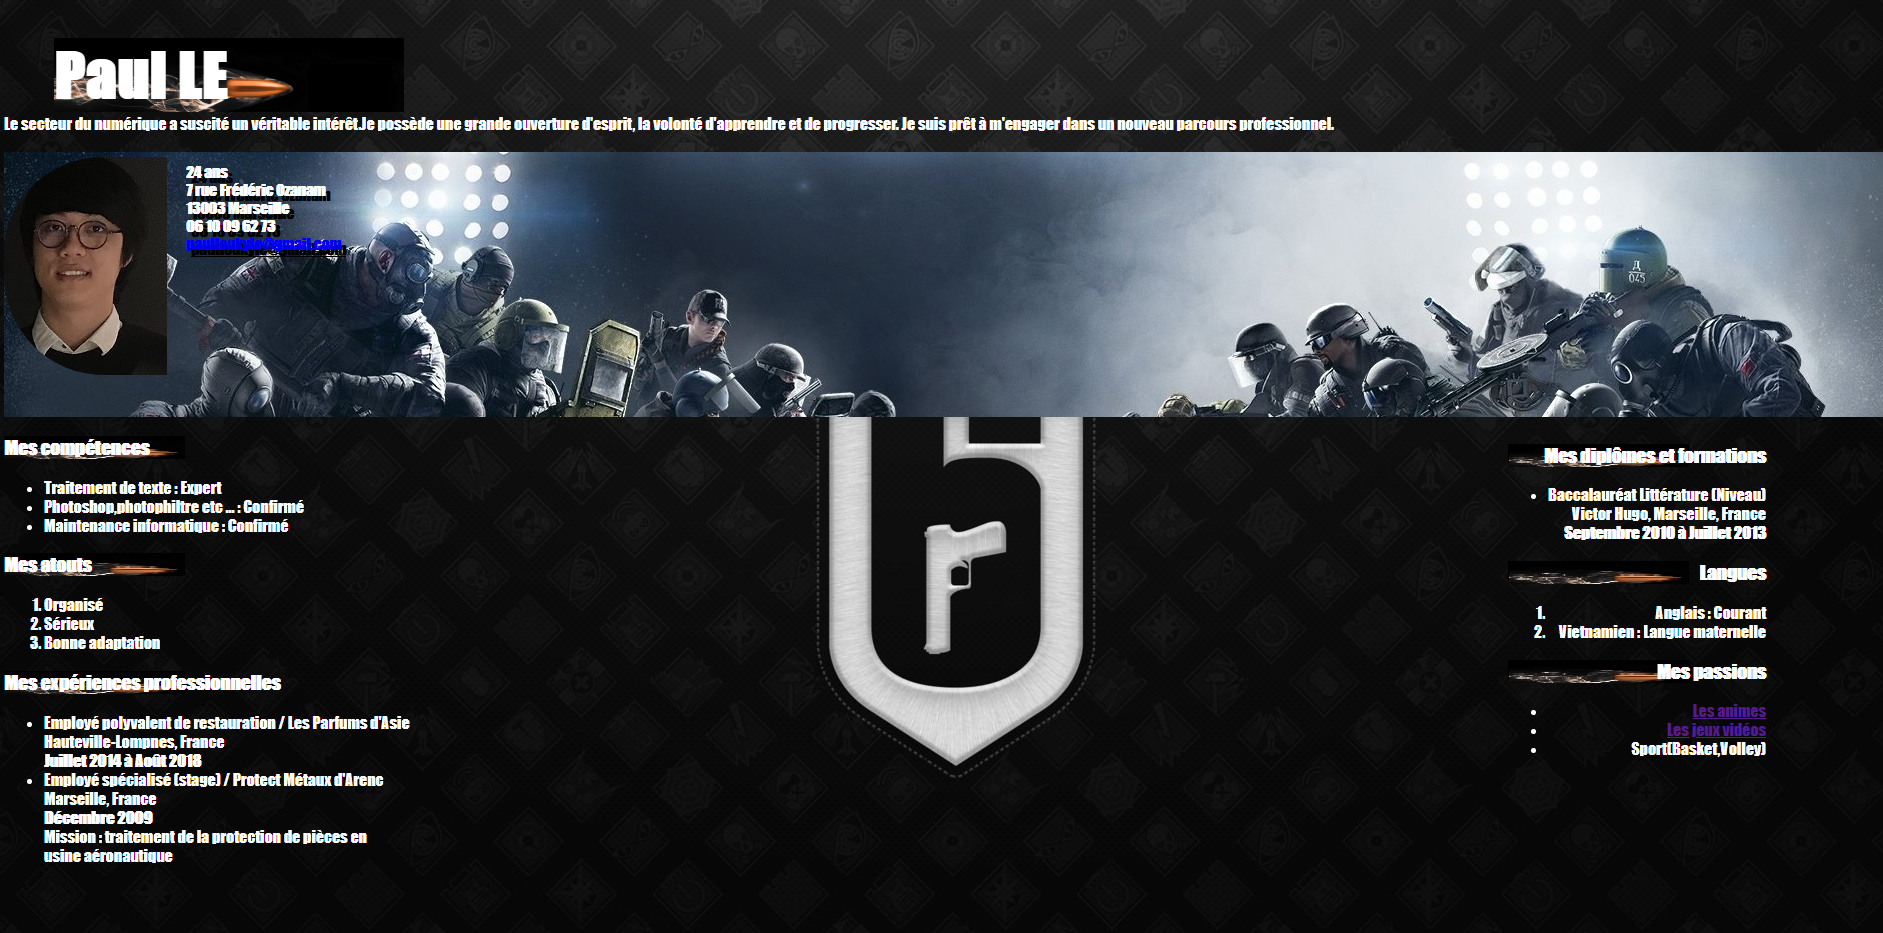 Paul LE
Le secteur du numérique a suscité un véritable intérêt.Je possède une grande ouverture d'esprit, la volonté d'apprendre et de progresser. Je suis prêt à m'engager dans un nouveau parcours professionnel.
24 ans
7 rue Frédéric Ozanam
13003 Marseille
06 10 09 62 73
Д
045
Mes compétences
Traitement de texte : Expert
Photoshop,photophiltre etc ... : Confirmé
Maintenance informatique : Confirmé
Mes atouts
1. Organisé
2. Sérieux
3. Bonne adaptation
Mes expériences professionnelles
Employé polyvalent de restauration / Les Parfums d'Asie
Hauteville-Lompnes, France
Juillet 2014 à Août 2018
Employé spécialisé (stage) / Protect Métaux d'Arenc
Marseille, France
Décembre 2009
Mission : traitement de la protection de pièces en
usine aéronautique
Mes diplômes et formations
Baccalauréat Littérature (Niveau)
Victor Hugo, Marseille, France
Septembre 2010 à Juillet 2013
Langues
1. Anglais : Courant
2. Vietnamien : Langue maternelle
Mes passions
Les animes
Les jeux vidéos
Sport(Basket,Volley)